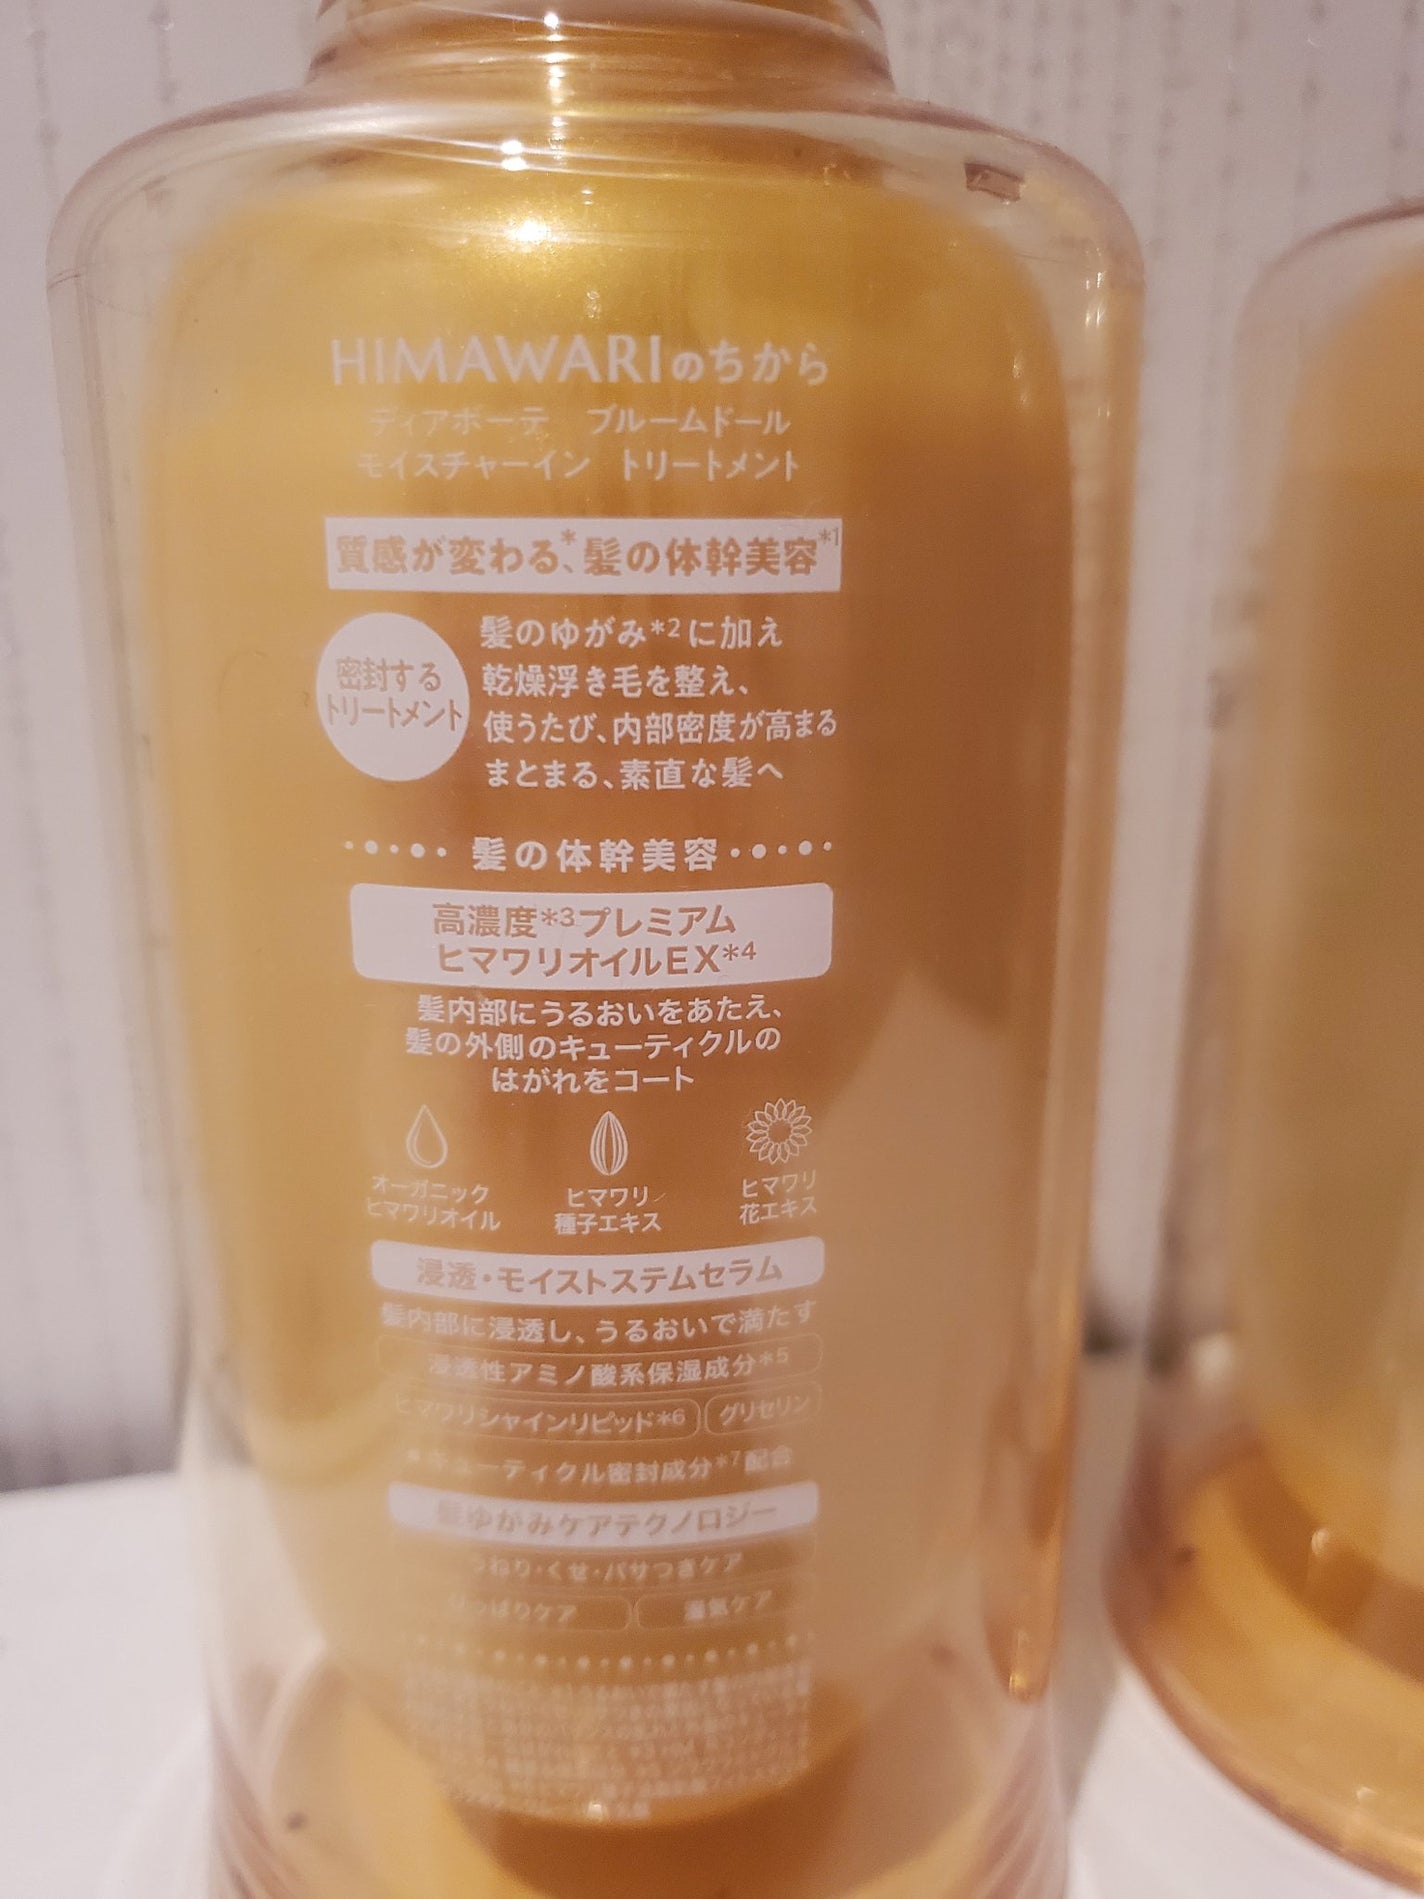 HIMAWARIのちから
ディアボーテ ブルームドール
モイスチャーイン トリートメント
質感が変わる*、髪の体幹美容*1
密封する
トリートメント
髪のゆがみ*2に加え
乾燥浮き毛を整え、
使うたび、内部密度が高まる
まとまる、素直な髪へ
髪の体幹美容
高濃度*3プレミアム
ヒマワリオイルEX*4
髪内部にうるおいをあたえ、
髪の外側のキューティクルの
はがれをコート
オーガニック
ヒマワリオイル
ヒマワリ
種子エキス
ヒマワリ
花エキス
浸透・モイストステムセラム
髪内部に浸透し、うるおいで満たす
浸透性アミノ酸系保湿成分*5
ヒマワリシャインリピッド*6
グリセリン
キューティクル密封成分*7配合
髪ゆがみケアテクノロジー
うねり・くせ・パサつきケア
湿気ケア